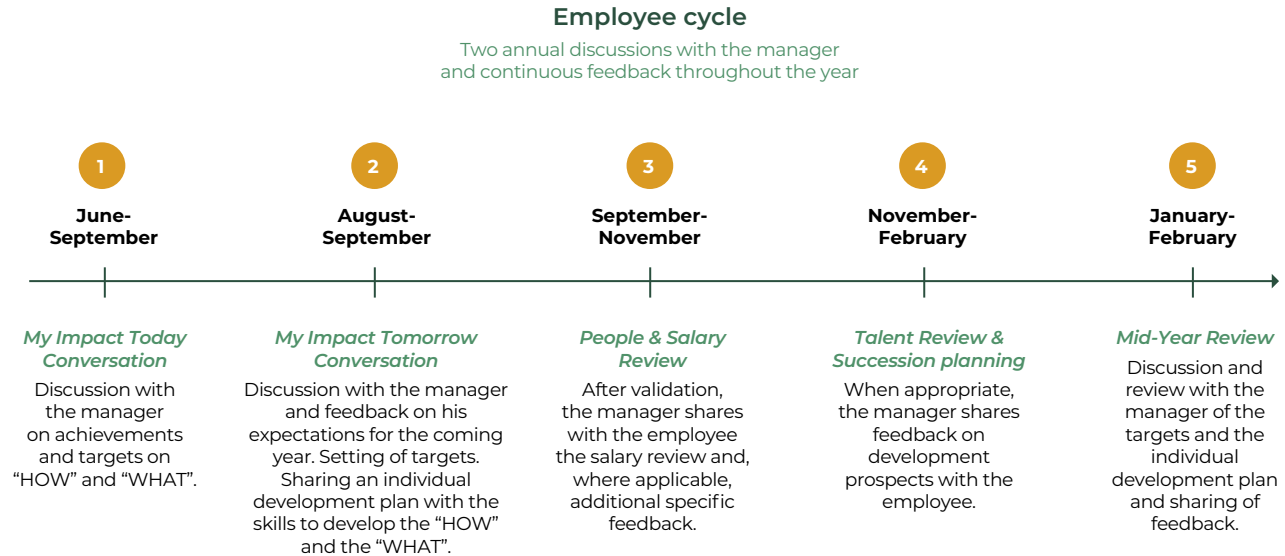 Employee cycle
Two annual discussions with the manager
and continuous feedback throughout the year
1
June-
September
My Impact Today
Conversation
Discussion with
the manager
on achievements
and targets on
“HOW” and “WHAT”.
2
August-
September
My Impact Tomorrow
Conversation
Discussion with the manager
and feedback on his
expectations for the coming
year. Setting of targets.
Sharing an individual
development plan with the
skills to develop the “HOW”
and the “WHAT”.
3
September-
November
People & Salary
Review
After validation,
the manager shares
with the employee
the salary review and,
where applicable,
additional specific
feedback.
4
November-
February
Talent Review &
Succession planning
When appropriate,
the manager shares
feedback on
development
prospects with the
employee.
5
January-
February
Mid-Year Review
Discussion and
review with the
manager of the
targets and the
individual
development plan
and sharing of
feedback.